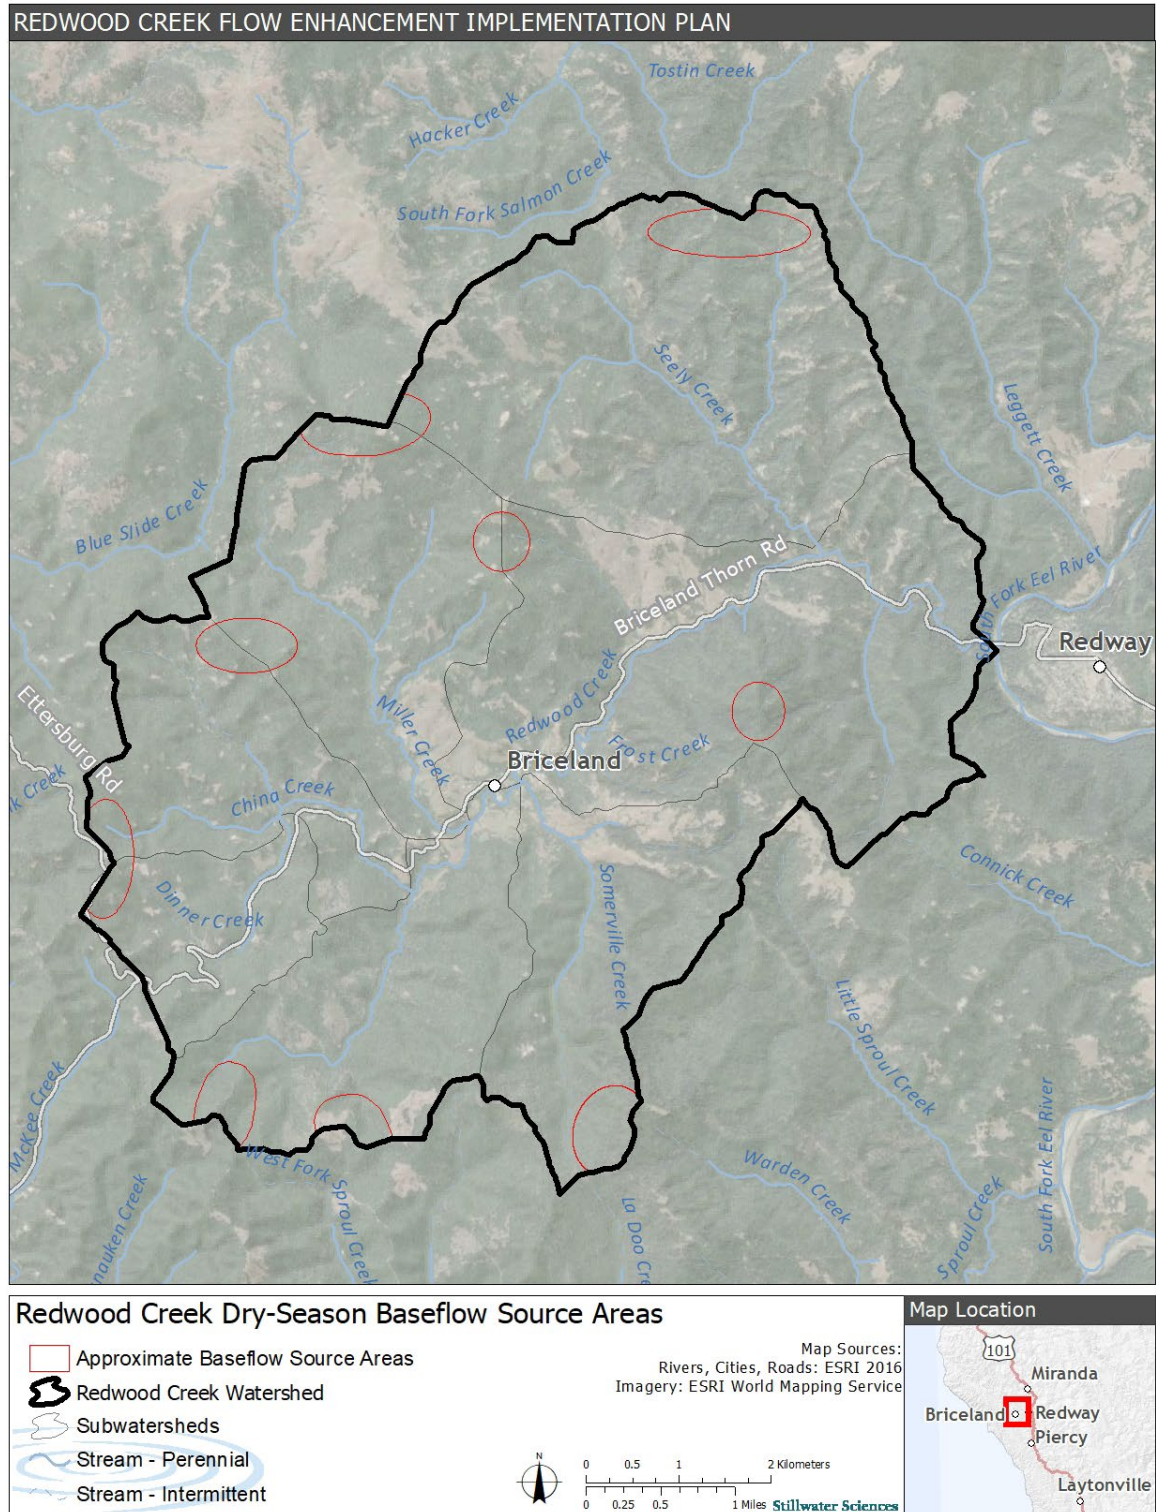 REDWOOD CREEK FLOW ENHANCEMENT IMPLEMENTATION PLAN
Tostin Creek
Hacker Creek
South Fork Salmon Creek
Seely Creek
Leggett Creek
Blue Slide Creek
Briceland Thorn Rd
South Fork Eel River
Redway
Ettersburg Rd
Miller Creek
Redwood Creek
Frost Creek
Briceland
k Creek
China Creek
Dinner Creek
Somerville Creek
Connick Creek
Little Sproul Creek
McKee Creek
West Fork Sproul Creek
Warden Creek
South Fork Eel River
Sproul Creek
nauken Creek
La Doo Cre
Redwood Creek Dry-Season Baseflow Source Areas
Approximate Baseflow Source Areas
Redwood Creek Watershed
Subwatersheds
Stream - Perennial
Stream - Intermittent
Map Sources:
Rivers, Cities, Roads: ESRI 2016
Imagery: ESRI World Mapping Service
N
0 0.5 1 2 Kilometers
0 0.25 0.5 1 Miles
Stillwater Sciences
Map Location
101
Miranda
Briceland
Redway
Piercy
Laytonville